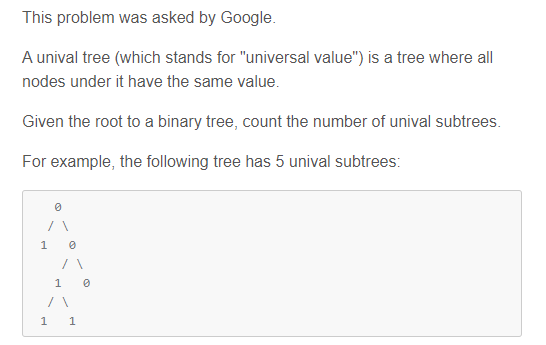 This problem was asked by Google.
A unival tree (which stands for "universal value") is a tree where all
nodes under it have the same value.
Given the root to a binary tree, count the number of unival subtrees.
For example, the following tree has 5 unival subtrees:
   0
  / \
 1   0
    / \
   1   0
  / \
 1   1